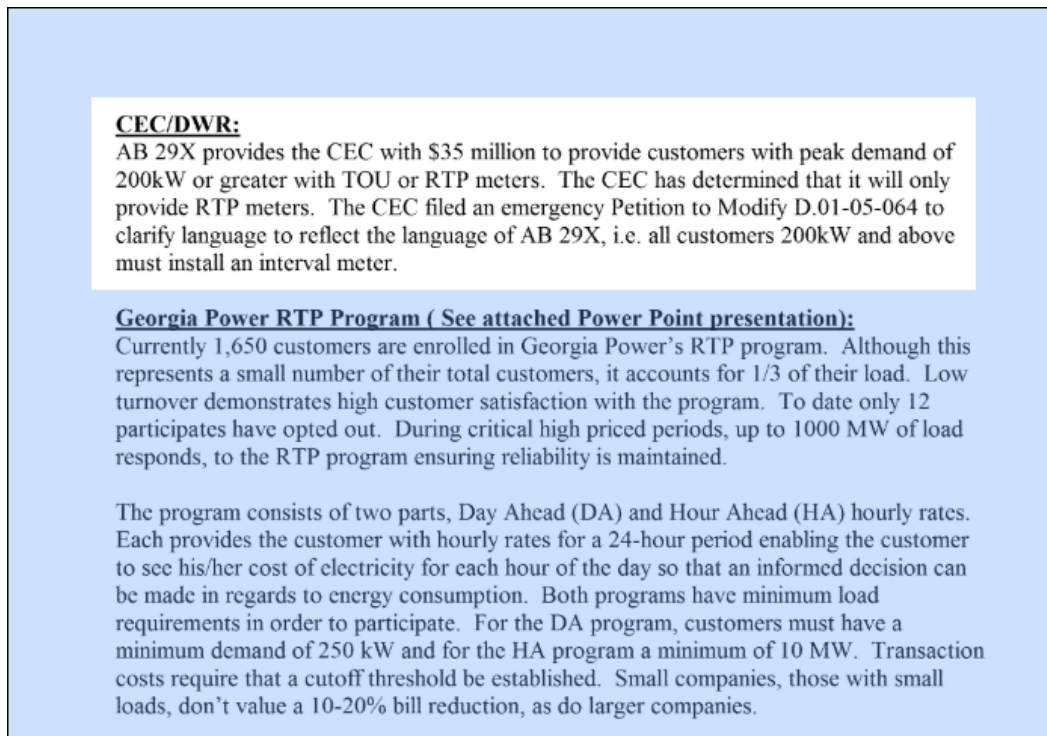 CEC/DWR:
AB 29X provides the CEC with $35 million to provide customers with peak demand of
200kW or greater with TOU or RTP meters.  The CEC has determined that it will only
provide RTP meters.  The CEC filed an emergency Petition to Modify D.01-05-064 to
clarify language to reflect the language of AB 29X, i.e. all customers 200kW and above
must install an interval meter.
Georgia Power RTP Program ( See attached Power Point presentation):
Currently 1,650 customers are enrolled in Georgia Power's RTP program.  Although this
represents a small number of their total customers, it accounts for 1/3 of their load.  Low
turnover demonstrates high customer satisfaction with the program.  To date only 12
participates have opted out.  During critical high priced periods, up to 1000 MW of load
responds, to the RTP program ensuring reliability is maintained.
The program consists of two parts, Day Ahead (DA) and Hour Ahead (HA) hourly rates.
Each provides the customer with hourly rates for a 24-hour period enabling the customer
to see his/her cost of electricity for each hour of the day so that an informed decision can
be made in regards to energy consumption.  Both programs have minimum load
requirements in order to participate.  For the DA program, customers must have a
minimum demand of 250 kW and for the HA program a minimum of 10 MW.  Transaction
costs require that a cutoff threshold be established.  Small companies, those with small
loads, don't value a 10-20% bill reduction, as do larger companies.